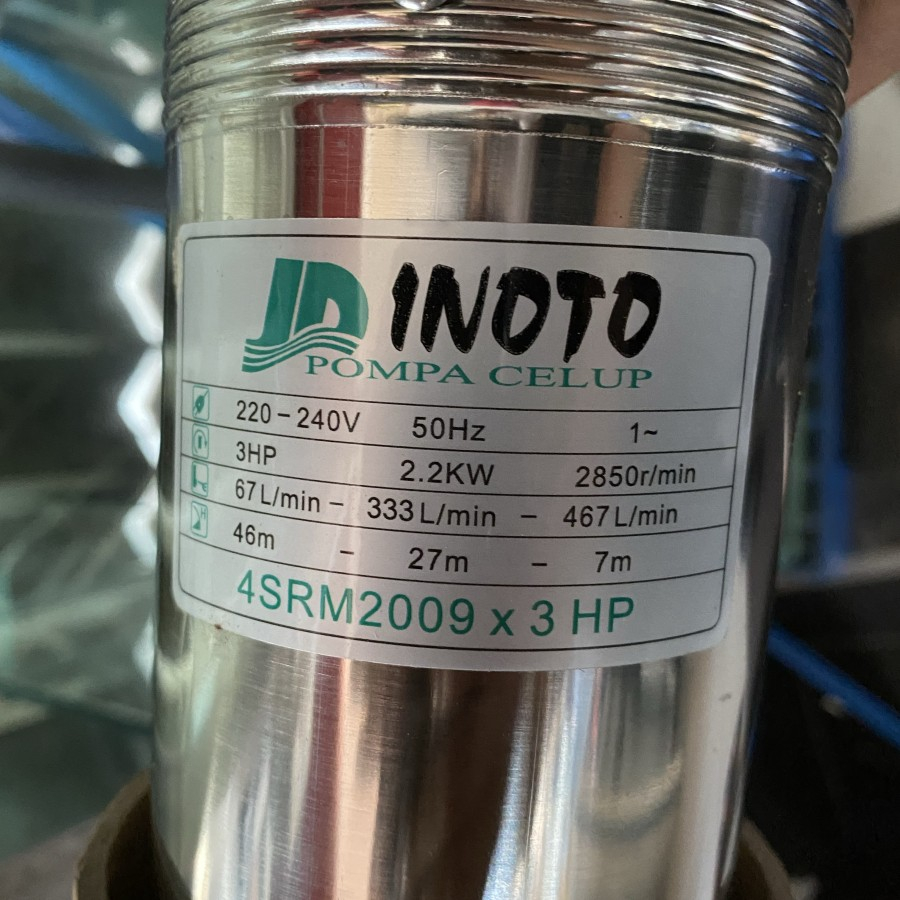 JD INOTO
POMPA CELUP
220-240V 50Hz 1~
3HP 2.2KW 2850r/min
67L/min - 333L/min - 467L/min
H 46m - 27m - 7m
4SRM2009 x 3 HP